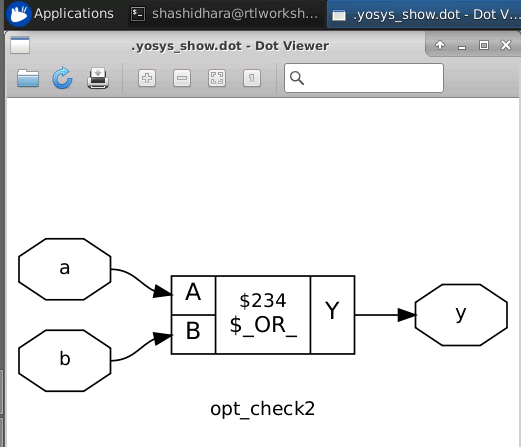 Applications
shashidhara@rtlworksh...
.yosys_show.dot - Dot V...
.yosys_show.dot - Dot Viewer
a
b
A
B
$234
$_OR_
Y
y
opt_check2